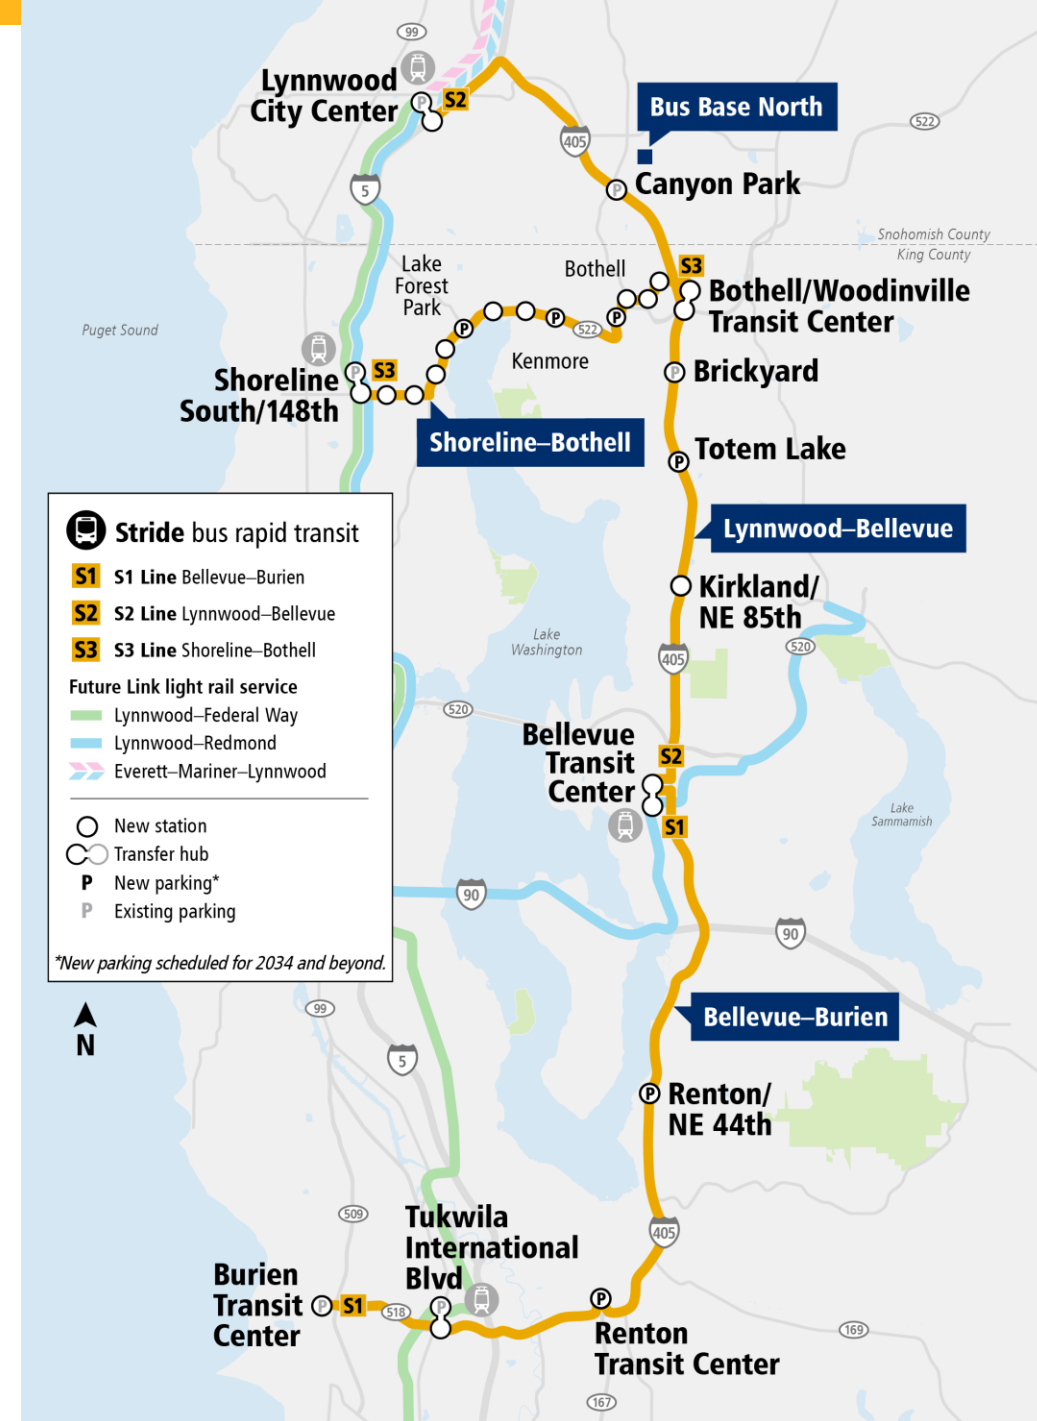 99
Lynnwood
City Center
P
S2
Bus Base North
405
522
5
P
Canyon Park
Snohomish County
King County
Lake
Forest
Park
Bothell
S3
Bothell/Woodinville
Transit Center
Puget Sound
P
P
P
522
Kenmore
P
S3
Shoreline
South/148th
P
Brickyard
Shoreline–Bothell
P
Totem Lake
Lynnwood–Bellevue
Stride bus rapid transit
S1 S1 Line Bellevue–Burien
S2 S2 Line Lynnwood–Bellevue
S3 S3 Line Shoreline–Bothell
Future Link light rail service
Lynnwood–Federal Way
Lynnwood–Redmond
Everett–Mariner–Lynnwood
New station
Transfer hub
P New parking*
P Existing parking
*New parking scheduled for 2034 and beyond.
N
Kirkland/
NE 85th
Lake
Washington
405
520
520
Bellevue
Transit
Center
S2
S1
Lake
Sammamish
90
90
Bellevue–Burien
99
5
P
Renton/
NE 44th
509
405
Tukwila
International
Blvd
Burien
Transit
Center
P
S1
518
P
P
Renton
Transit Center
169
167